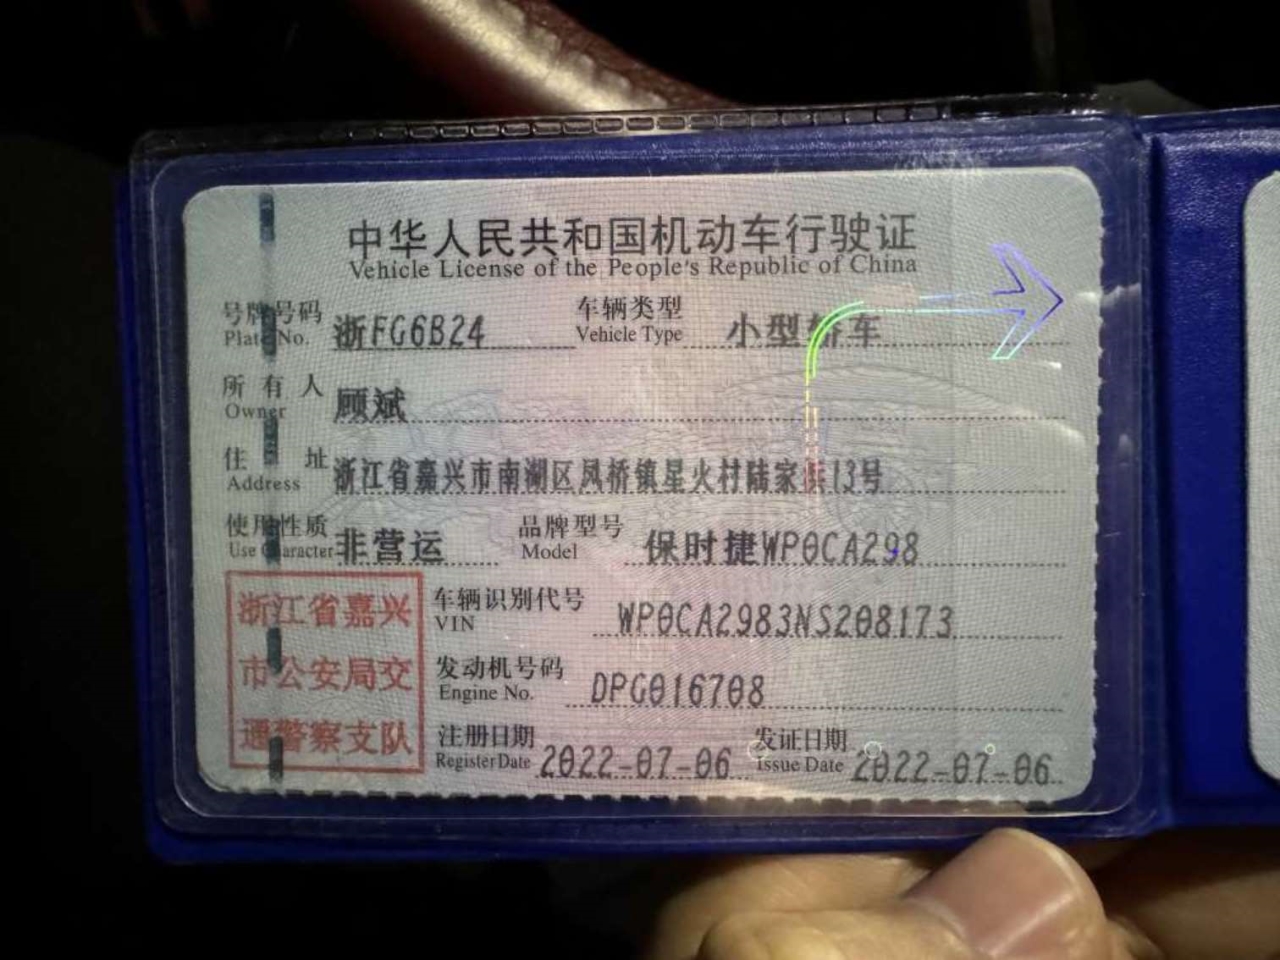 中华人民共和国机动车行驶证
Vehicle License of the People's Republic of China
号牌号码 浙FG6B24 车辆类型 小型轿车
Plate No. Vehicle Type
所有人 顾斌
Owner
住址 浙江省嘉兴市南湖区凤桥镇星火村陆家浜13号
Address
使用性质 非营运 品牌型号 保时捷WP0CA298
Use Character Model
浙江省嘉兴
市公安局交
通警察支队
车辆识别代号 WP0CA2983NS208173
VIN
发动机号码 DPG016708
Engine No.
注册日期 2022-07-06 发证日期 2022-07-06
Register Date Issue Date